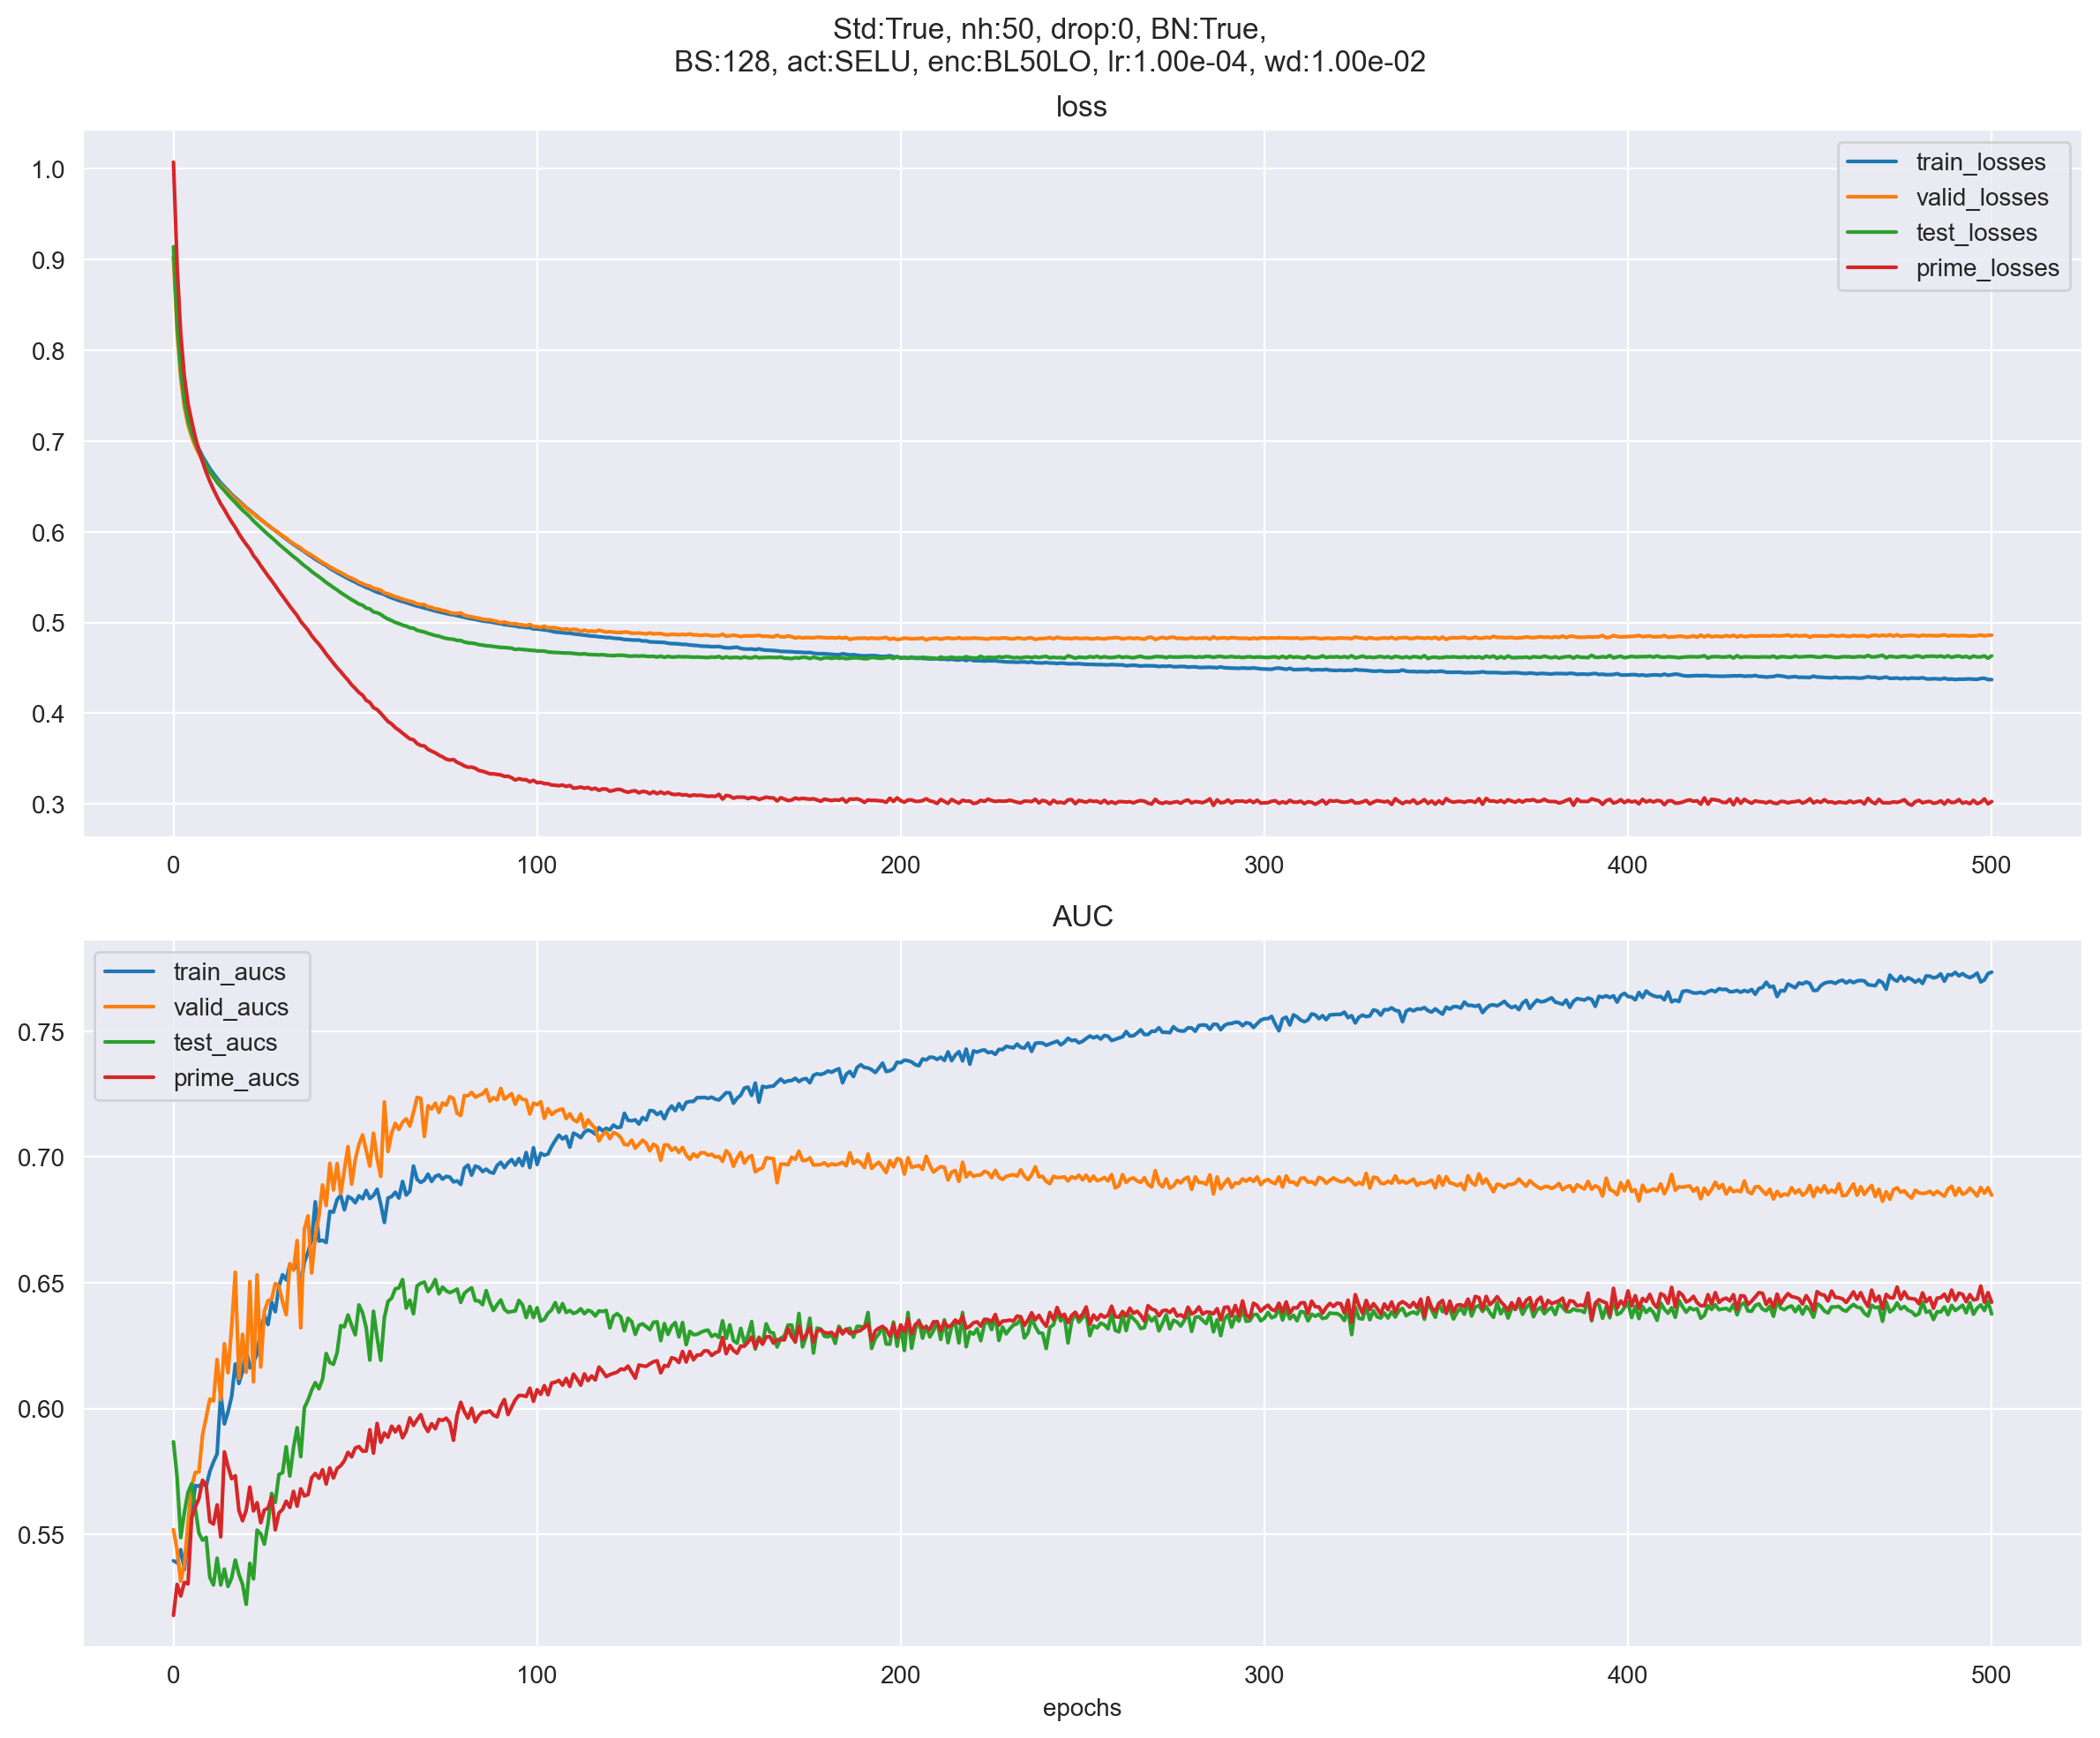 Std:True, nh:50, drop:0, BN:True,
BS:128, act:SELU, enc:BL50LO, lr:1.00e-04, wd:1.00e-02
loss
1.0
0.9
0.8
0.7
0.6
0.5
0.4
0.3
train_losses
valid_losses
test_losses
prime_losses
0 100 200 300 400 500
AUC
train_aucs
valid_aucs
test_aucs
prime_aucs
0.75
0.70
0.65
0.60
0.55
0 100 200 300 400 500
epochs